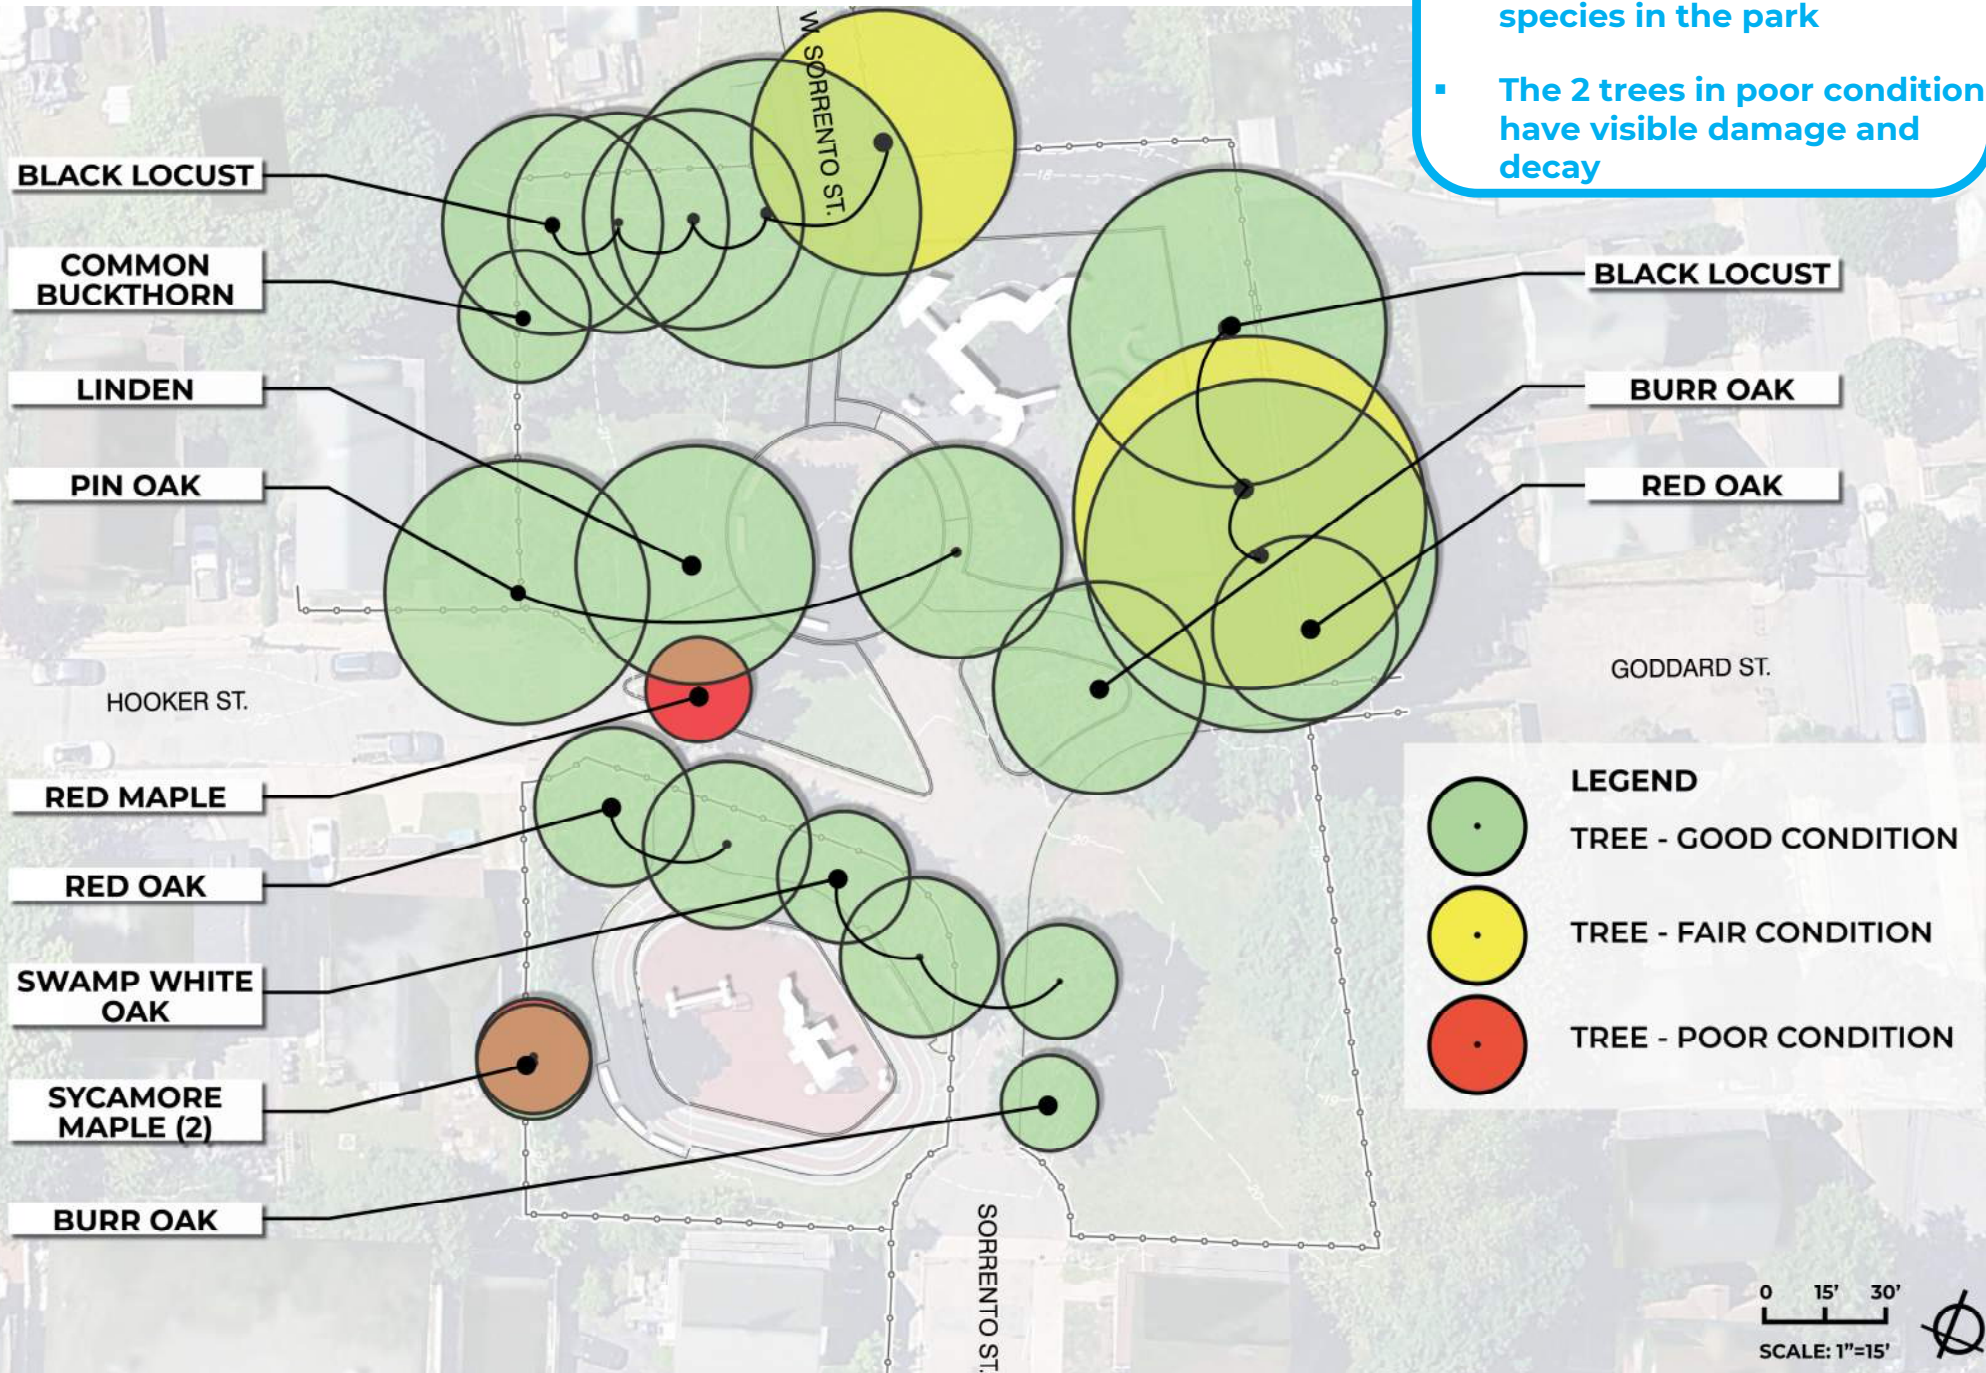 species in the park
▪ The 2 trees in poor condition
have visible damage and
decay
W. SORRENTO ST.
BLACK LOCUST
COMMON
BUCKTHORN
LINDEN
PIN OAK
HOOKER ST.
RED MAPLE
RED OAK
SWAMP WHITE
OAK
SYCAMORE
MAPLE (2)
BURR OAK
BLACK LOCUST
BURR OAK
RED OAK
GODDARD ST.
LEGEND
TREE - GOOD CONDITION
TREE - FAIR CONDITION
TREE - POOR CONDITION
SORRENTO ST.
0 15' 30'
SCALE: 1"=15'